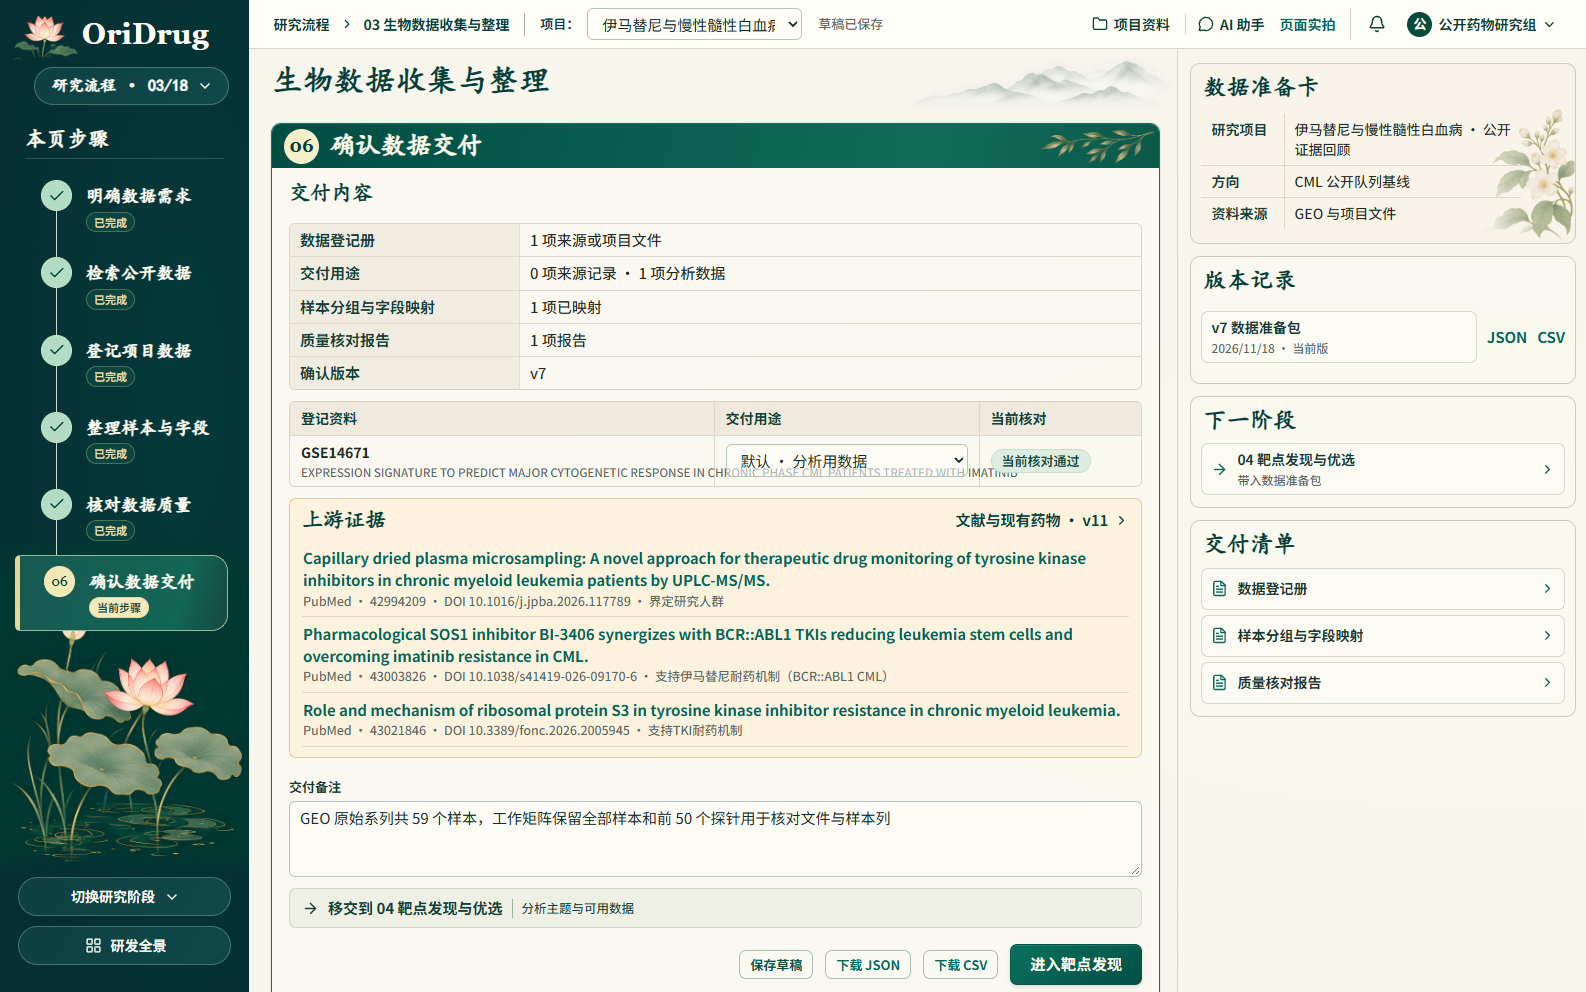 OriDrug
研究流程 • 03/18
本页步骤
明确数据需求
已完成
检索公开数据
已完成
登记项目数据
已完成
整理样本与字段
已完成
核对数据质量
已完成
06 确认数据交付
当前步骤
切换研究阶段
研发全景
研究流程 > 03 生物数据收集与整理 项目： 伊马替尼与慢性髓性白血病 草稿已保存
项目资料 AI 助手 页面实拍 公 公开药物研究组
生物数据收集与整理
06 确认数据交付
交付内容
数据登记册 1 项来源或项目文件
交付用途 0 项来源记录 • 1 项分析数据
样本分组与字段映射 1 项已映射
质量核对报告 1 项报告
确认版本 v7
登记资料 交付用途 当前核对
GSE14671 默认 • 分析用数据 当前核对通过
EXPRESSION SIGNATURE TO PREDICT MAJOR CYTOGENETIC RESPONSE IN CHRONIC PHASE CML PATIENTS TREATED WITH IMATINIB
上游证据 文献与现有药物 • v11 >
Capillary dried plasma microsampling: A novel approach for therapeutic drug monitoring of tyrosine kinase
inhibitors in chronic myeloid leukemia patients by UPLC-MS/MS.
PubMed • 42994209 • DOI 10.1016/j.jpba.2026.117789 • 界定研究人群
Pharmacological SOS1 inhibitor BI-3406 synergizes with BCR::ABL1 TKIs reducing leukemia stem cells and
overcoming imatinib resistance in CML.
PubMed • 43003826 • DOI 10.1038/s41419-026-09170-6 • 支持伊马替尼耐药机制（BCR::ABL1 CML）
Role and mechanism of ribosomal protein S3 in tyrosine kinase inhibitor resistance in chronic myeloid leukemia.
PubMed • 43021846 • DOI 10.3389/fonc.2026.2005945 • 支持TKI耐药机制
交付备注
GEO 原始系列共 59 个样本，工作矩阵保留全部样本和前 50 个探针用于核对文件与样本列
→ 移交到 04 靶点发现与优选 分析主题与可用数据
保存草稿 下载 JSON 下载 CSV 进入靶点发现
数据准备卡
研究项目 伊马替尼与慢性髓性白血病 • 公开
证据回顾
方向 CML 公开队列基线
资料来源 GEO 与项目文件
版本记录
v7 数据准备包
2026/11/18 • 当前版
JSON CSV
下一阶段
→ 04 靶点发现与优选 >
带入数据准备包
交付清单
数据登记册 >
样本分组与字段映射 >
质量核对报告 >